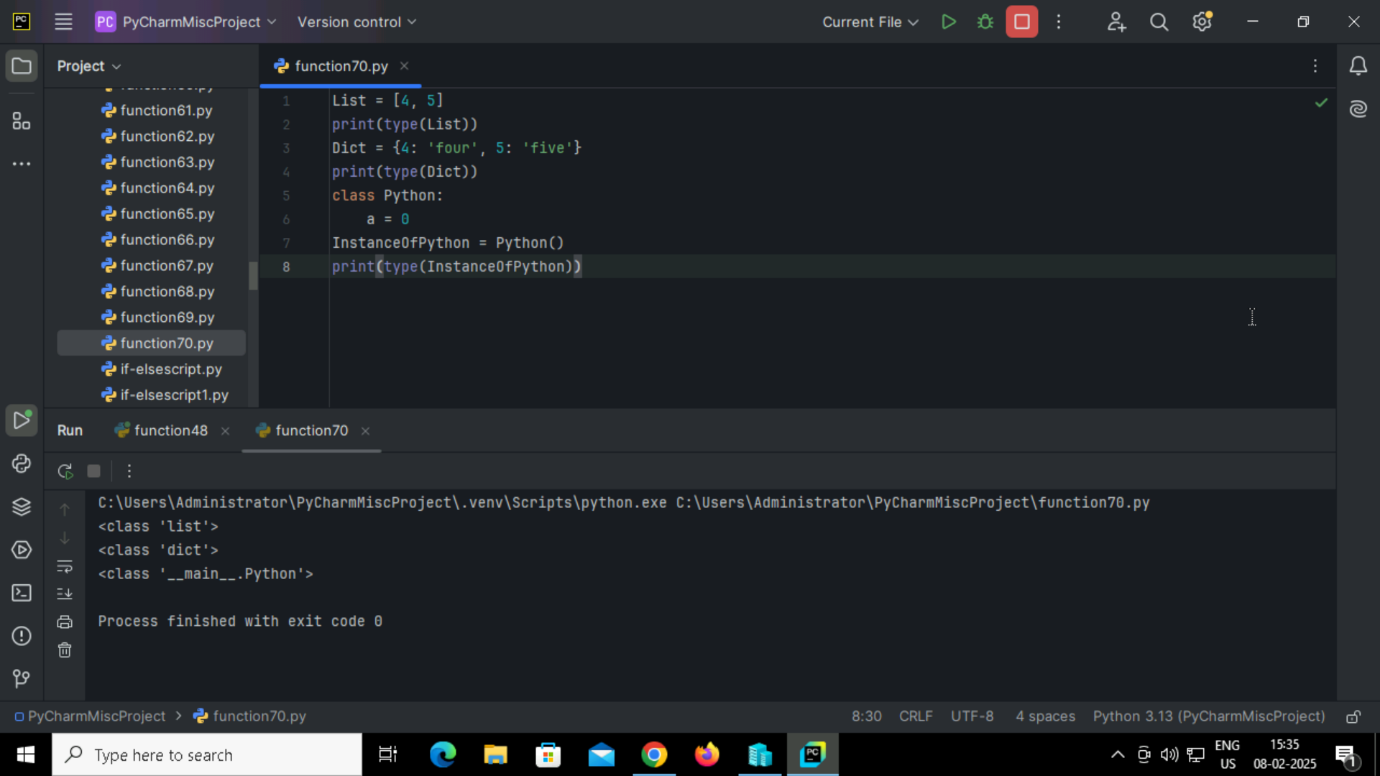 PC
PC PyCharmMiscProject
Version control
Current File
Project
function70.py
function61.py
function62.py
function63.py
function64.py
function65.py
function66.py
function67.py
function68.py
function69.py
function70.py
if-elsescript.py
if-elsescript1.py
1 List = [4, 5]
2 print(type(List))
3 Dict = {4: 'four', 5: 'five'}
4 print(type(Dict))
5 class Python:
6 a = 0
7 InstanceOfPython = Python()
8 print(type(InstanceOfPython))
Run
function48
function70
C:\Users\Administrator\PyCharmMiscProject\.venv\Scripts\python.exe C:\Users\Administrator\PyCharmMiscProject\function70.py
<class 'list'>
<class 'dict'>
<class '__main__.Python'>
Process finished with exit code 0
PyCharmMiscProject > function70.py
8:30 CRLF UTF-8 4 spaces Python 3.13 (PyCharmMiscProject)
Type here to search
PC
ENG
US
15:35
08-02-2025
1